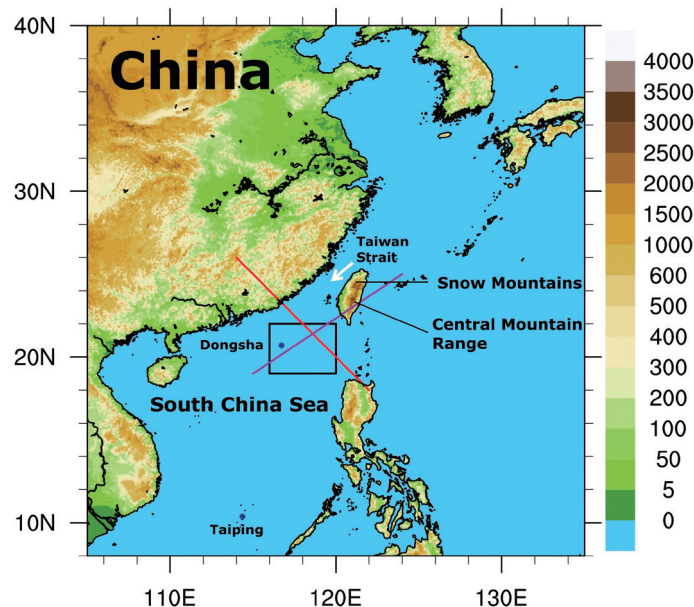 40N
China
4000
3500
3000
2500
2000
1500
1000
600
500
400
300
200
100
50
5
0
30N
Taiwan
Strait
Snow Mountains
Central Mountain
Range
Dongsha
20N
South China Sea
Taiping
10N
110E
120E
130E